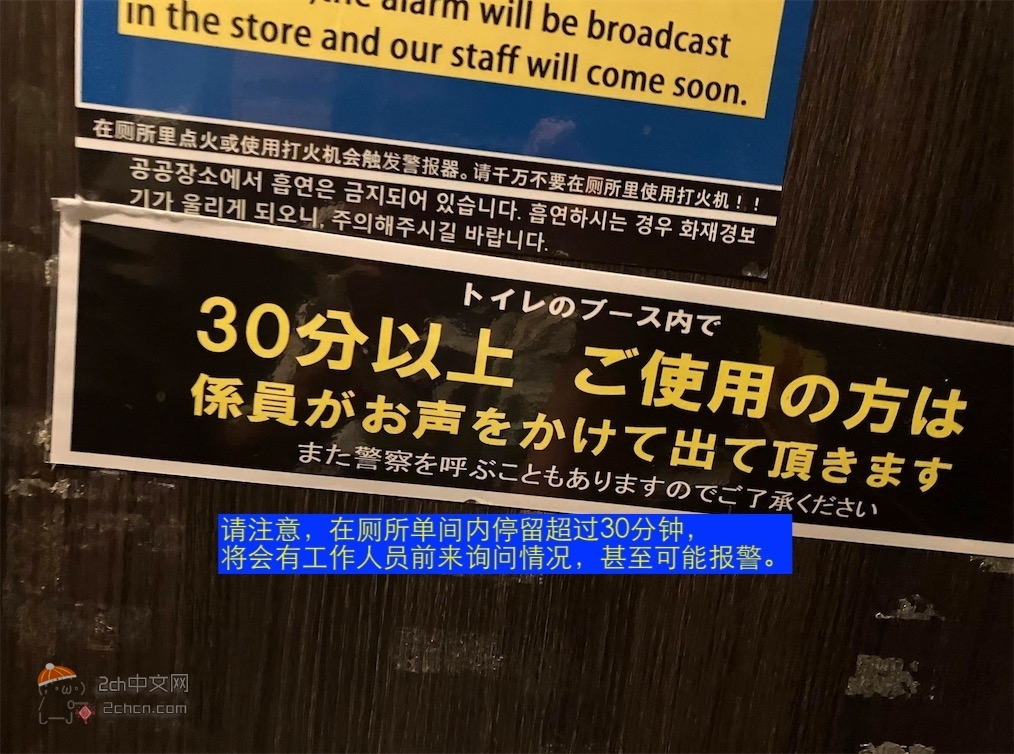 the alarm will be broadcast
in the store and our staff will come soon.
在厕所里点火或使用打火机会触发警报器。请千万不要在厕所里使用打火机！！
공공장소에서 흡연은 금지되어 있습니다. 흡연하시는 경우 화재경보
기가 울리게 되오니, 주의해주시길 바랍니다.
トイレのブース内で
30分以上 ご使用の方は
係員がお声をかけて出て頂きます
また警察を呼ぶこともありますのでご了承ください
请注意，在厕所单间内停留超过30分钟，
将会有工作人员前来询问情况，甚至可能报警。
2ch中文网
2chcn.com